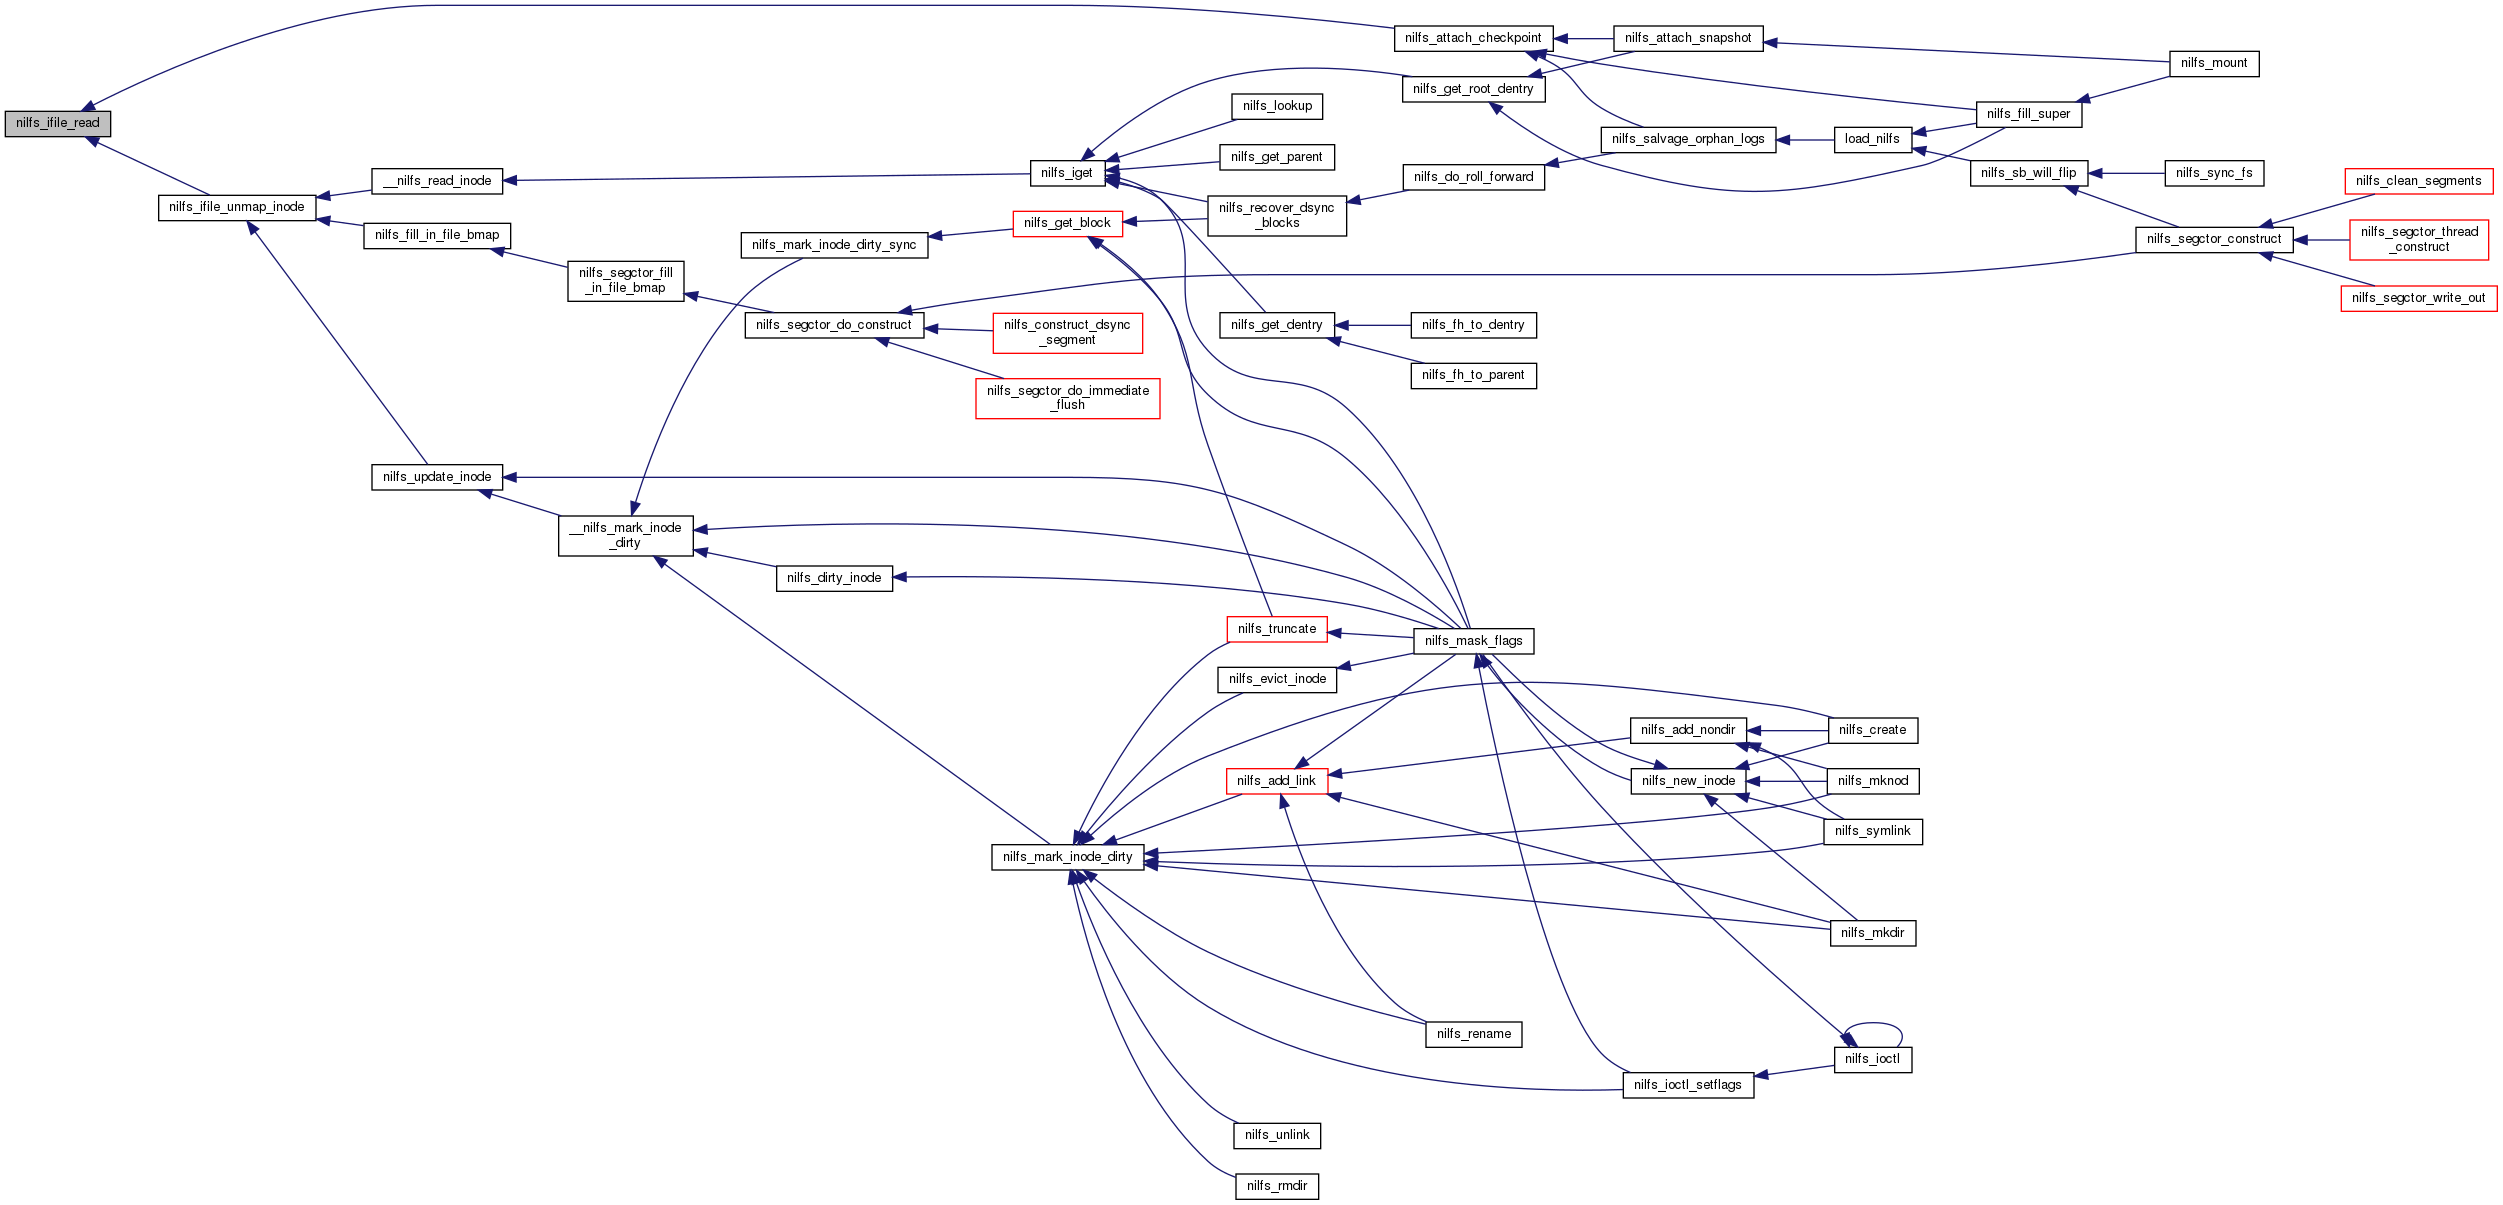 nilfs_ifile_read
nilfs_ifile_unmap_inode
__nilfs_read_inode
nilfs_fill_in_file_bmap
nilfs_update_inode
nilfs_segctor_fill
_in_file_bmap
__nilfs_mark_inode
_dirty
nilfs_mark_inode_dirty_sync
nilfs_segctor_do_construct
nilfs_dirty_inode
nilfs_iget
nilfs_get_block
nilfs_construct_dsync
_segment
nilfs_segctor_do_immediate
_flush
nilfs_mark_inode_dirty
nilfs_lookup
nilfs_get_parent
nilfs_recover_dsync
_blocks
nilfs_get_dentry
nilfs_truncate
nilfs_evict_inode
nilfs_add_link
nilfs_unlink
nilfs_rmdir
nilfs_attach_checkpoint
nilfs_get_root_dentry
nilfs_do_roll_forward
nilfs_fh_to_dentry
nilfs_fh_to_parent
nilfs_mask_flags
nilfs_rename
nilfs_attach_snapshot
nilfs_salvage_orphan_logs
nilfs_add_nondir
nilfs_new_inode
nilfs_ioctl_setflags
load_nilfs
nilfs_create
nilfs_mknod
nilfs_symlink
nilfs_mkdir
nilfs_ioctl
nilfs_fill_super
nilfs_sb_will_flip
nilfs_mount
nilfs_sync_fs
nilfs_segctor_construct
nilfs_clean_segments
nilfs_segctor_thread
_construct
nilfs_segctor_write_out